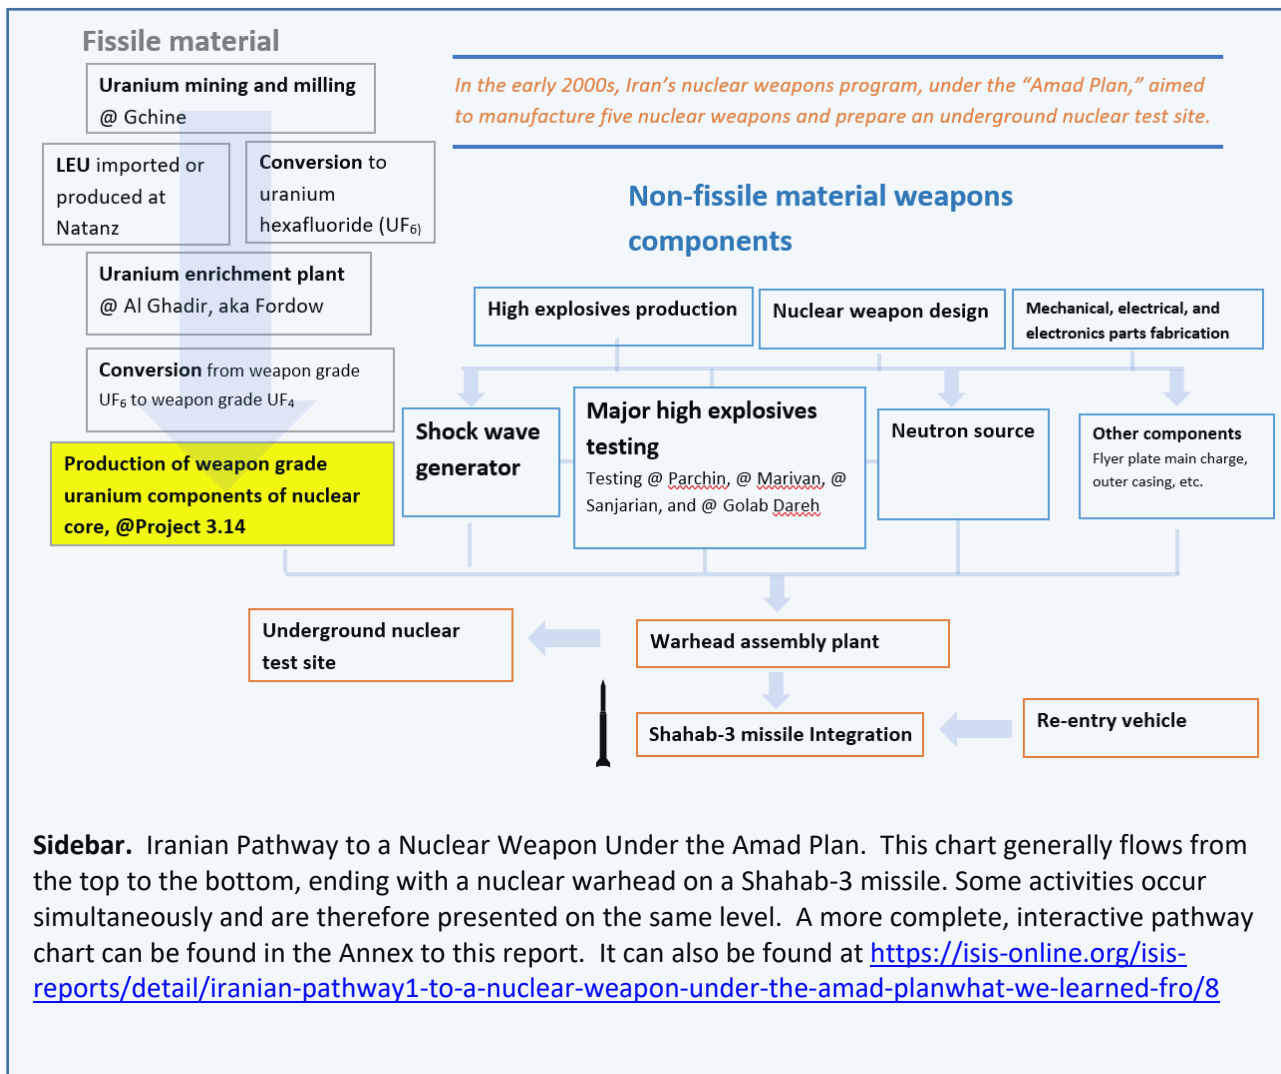 Fissile material
Uranium mining and milling
@ Gchine
LEU imported or
produced at
Natanz
Conversion to
uranium
hexafluoride (UF₆)
Uranium enrichment plant
@ Al Ghadir, aka Fordow
Conversion from weapon grade
UF₆ to weapon grade UF₄
Production of weapon grade
uranium components of nuclear
core, @Project 3.14
In the early 2000s, Iran’s nuclear weapons program, under the “Amad Plan,” aimed
to manufacture five nuclear weapons and prepare an underground nuclear test site.
Non-fissile material weapons
components
High explosives production
Nuclear weapon design
Mechanical, electrical, and
electronics parts fabrication
Shock wave
generator
Major high explosives
testing
Testing @ Parchin, @ Marivan, @
Sanjarian, and @ Golab Dareh
Neutron source
Other components
Flyer plate main charge,
outer casing, etc.
Underground nuclear
test site
Warhead assembly plant
Shahab-3 missile Integration
Re-entry vehicle
Sidebar. Iranian Pathway to a Nuclear Weapon Under the Amad Plan. This chart generally flows from
the top to the bottom, ending with a nuclear warhead on a Shahab-3 missile. Some activities occur
simultaneously and are therefore presented on the same level. A more complete, interactive pathway
chart can be found in the Annex to this report. It can also be found at https://isis-online.org/isis-
reports/detail/iranian-pathway1-to-a-nuclear-weapon-under-the-amad-planwhat-we-learned-fro/8